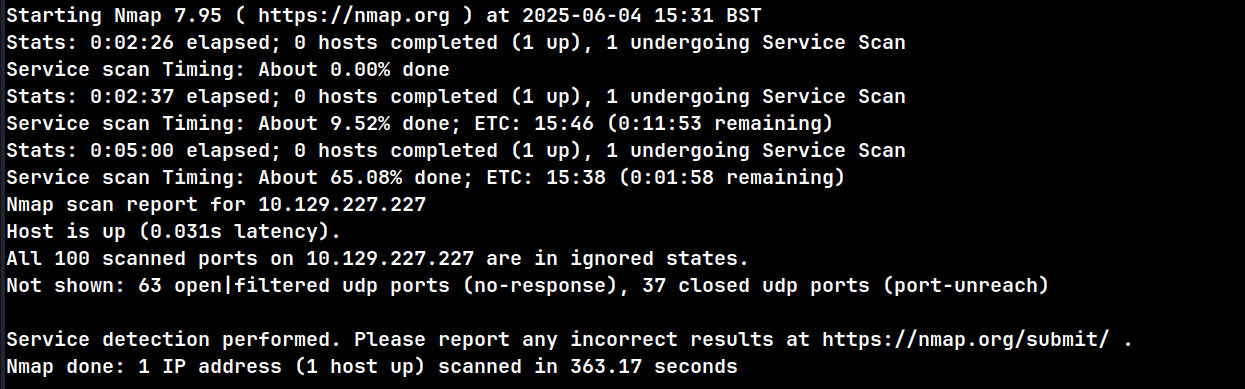 Starting Nmap 7.95 ( https://nmap.org ) at 2025-06-04 15:31 BST
Stats: 0:02:26 elapsed; 0 hosts completed (1 up), 1 undergoing Service Scan
Service scan Timing: About 0.00% done
Stats: 0:02:37 elapsed; 0 hosts completed (1 up), 1 undergoing Service Scan
Service scan Timing: About 9.52% done; ETC: 15:46 (0:11:53 remaining)
Stats: 0:05:00 elapsed; 0 hosts completed (1 up), 1 undergoing Service Scan
Service scan Timing: About 65.08% done; ETC: 15:38 (0:01:58 remaining)
Nmap scan report for 10.129.227.227
Host is up (0.031s latency).
All 100 scanned ports on 10.129.227.227 are in ignored states.
Not shown: 63 open|filtered udp ports (no-response), 37 closed udp ports (port-unreach)

Service detection performed. Please report any incorrect results at https://nmap.org/submit/ .
Nmap done: 1 IP address (1 host up) scanned in 363.17 seconds